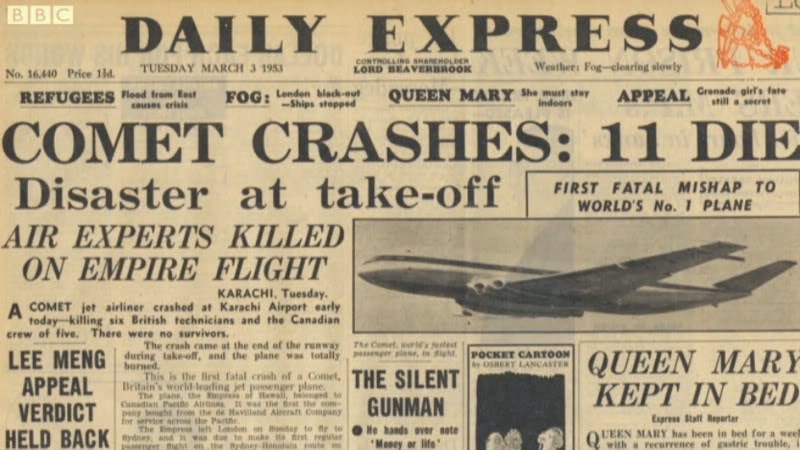 BBC
DAILY EXPRESS
No. 16,440 Price 1½d.
TUESDAY MARCH 3 1953
CONTROLLING SHAREHOLDER
LORD BEAVERBROOK
Weather: Fog—clearing slowly
REFUGEES Flood from East
causes crisis
FOG: London black-out
—Ships stopped
QUEEN MARY She must stay
indoors
APPEAL Grenade girl's fate
still a secret
COMET CRASHES: 11 DIE
Disaster at take-off
FIRST FATAL MISHAP TO
WORLD'S No. 1 PLANE
AIR EXPERTS KILLED
ON EMPIRE FLIGHT
KARACHI, Tuesday.
A COMET jet airliner crashed at Karachi Airport early
today—killing six British technicians and the Canadian
crew of five. There were no survivors.
The crash came at the end of the runway
during take-off, and the plane was totally
burned.
This is the first fatal crash of a Comet,
Britain's world-leading jet passenger plane.
The plane, the Empress of Hawaii, belonged to
Canadian Pacific Airlines. It was the first the com-
pany bought from the de Havilland Aircraft Company
for service across the Pacific.
The Empress left London on Sunday to fly to
Sydney, and it was due to make its first regular
passenger flight on the Sydney-Honolulu route on
LEE MENG
APPEAL
VERDICT
HELD BACK
The Comet, world's fastest
passenger plane, in flight.
THE SILENT
GUNMAN
He hands over note
'Money or life'
POCKET CARTOON
by OSBERT LANCASTER
QUEEN MARY
KEPT IN BED
Express Staff Reporter
QUEEN MARY has been in bed for a week
with a recurrence of gastric trouble,